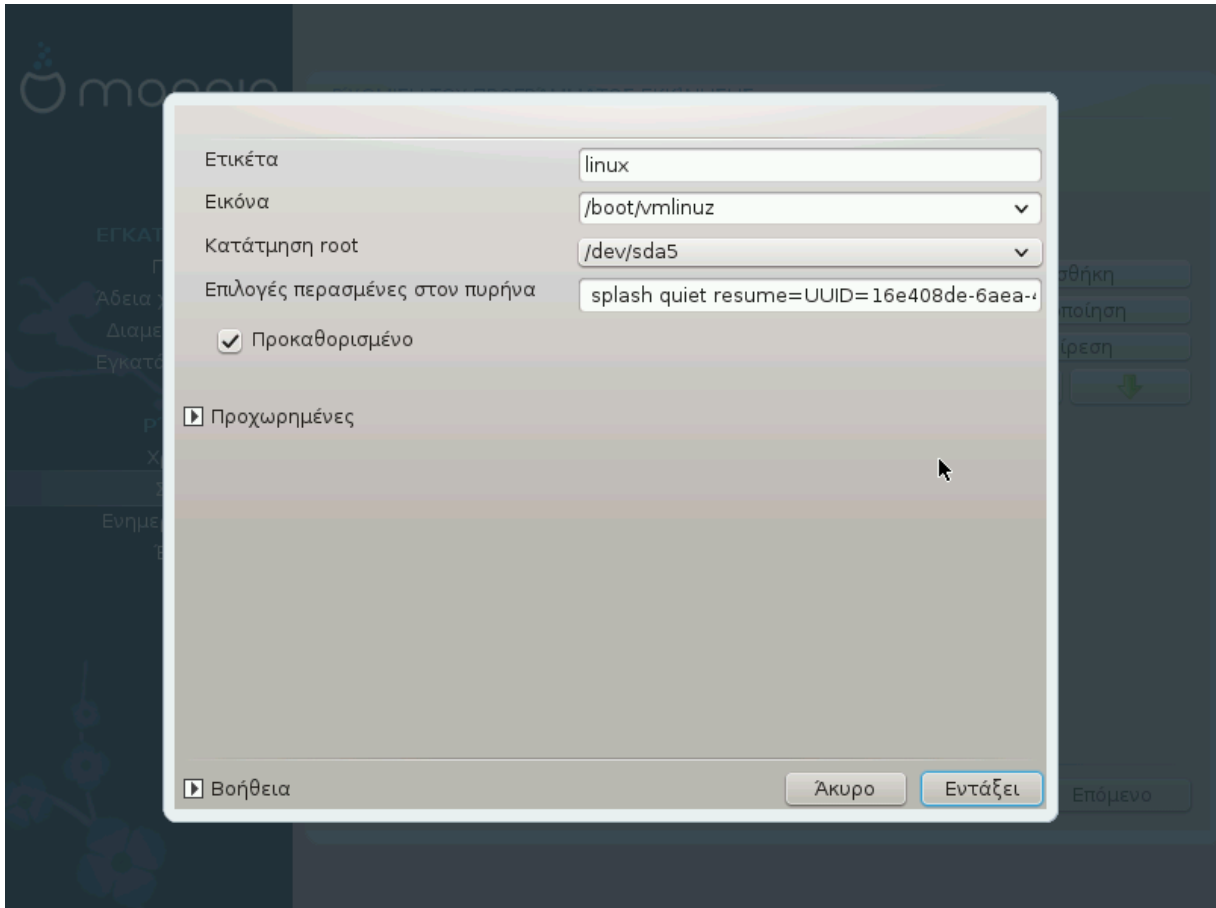 Ετικέτα
linux
Εικόνα
/boot/vmlinuz
Κατάτμηση root
/dev/sda5
Επιλογές περασμένες στον πυρήνα
splash quiet resume=UUID=16e408de-6aea-
Προκαθορισμένο
Προχωρημένες
Βοήθεια
Άκυρο
Εντάξει
Επόμενο